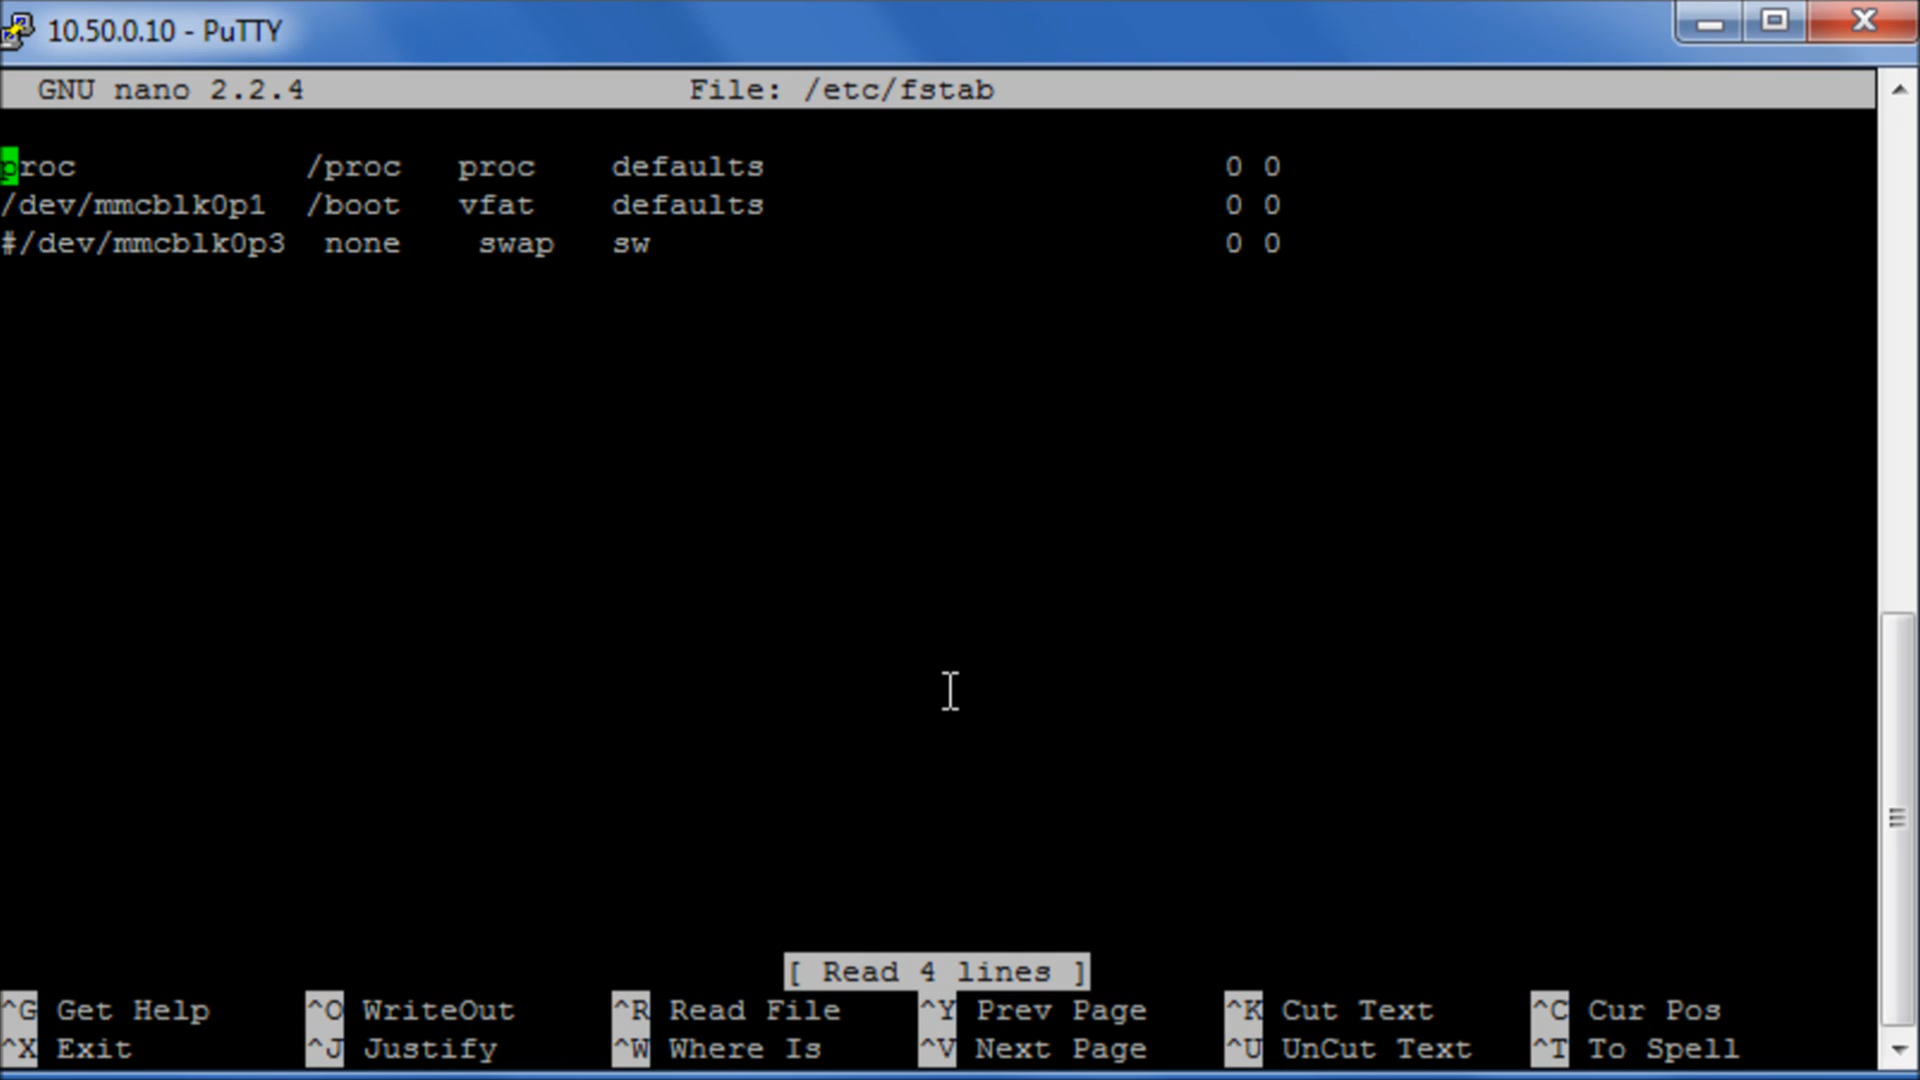 10.50.0.10 - PuTTY
GNU nano 2.2.4 File: /etc/fstab
proc /proc proc defaults 0 0
/dev/mmcblk0p1 /boot vfat defaults 0 0
#/dev/mmcblk0p3 none swap sw 0 0
[ Read 4 lines ]
^G Get Help ^O WriteOut ^R Read File ^Y Prev Page ^K Cut Text ^C Cur Pos
^X Exit ^J Justify ^W Where Is ^V Next Page ^U UnCut Text ^T To Spell